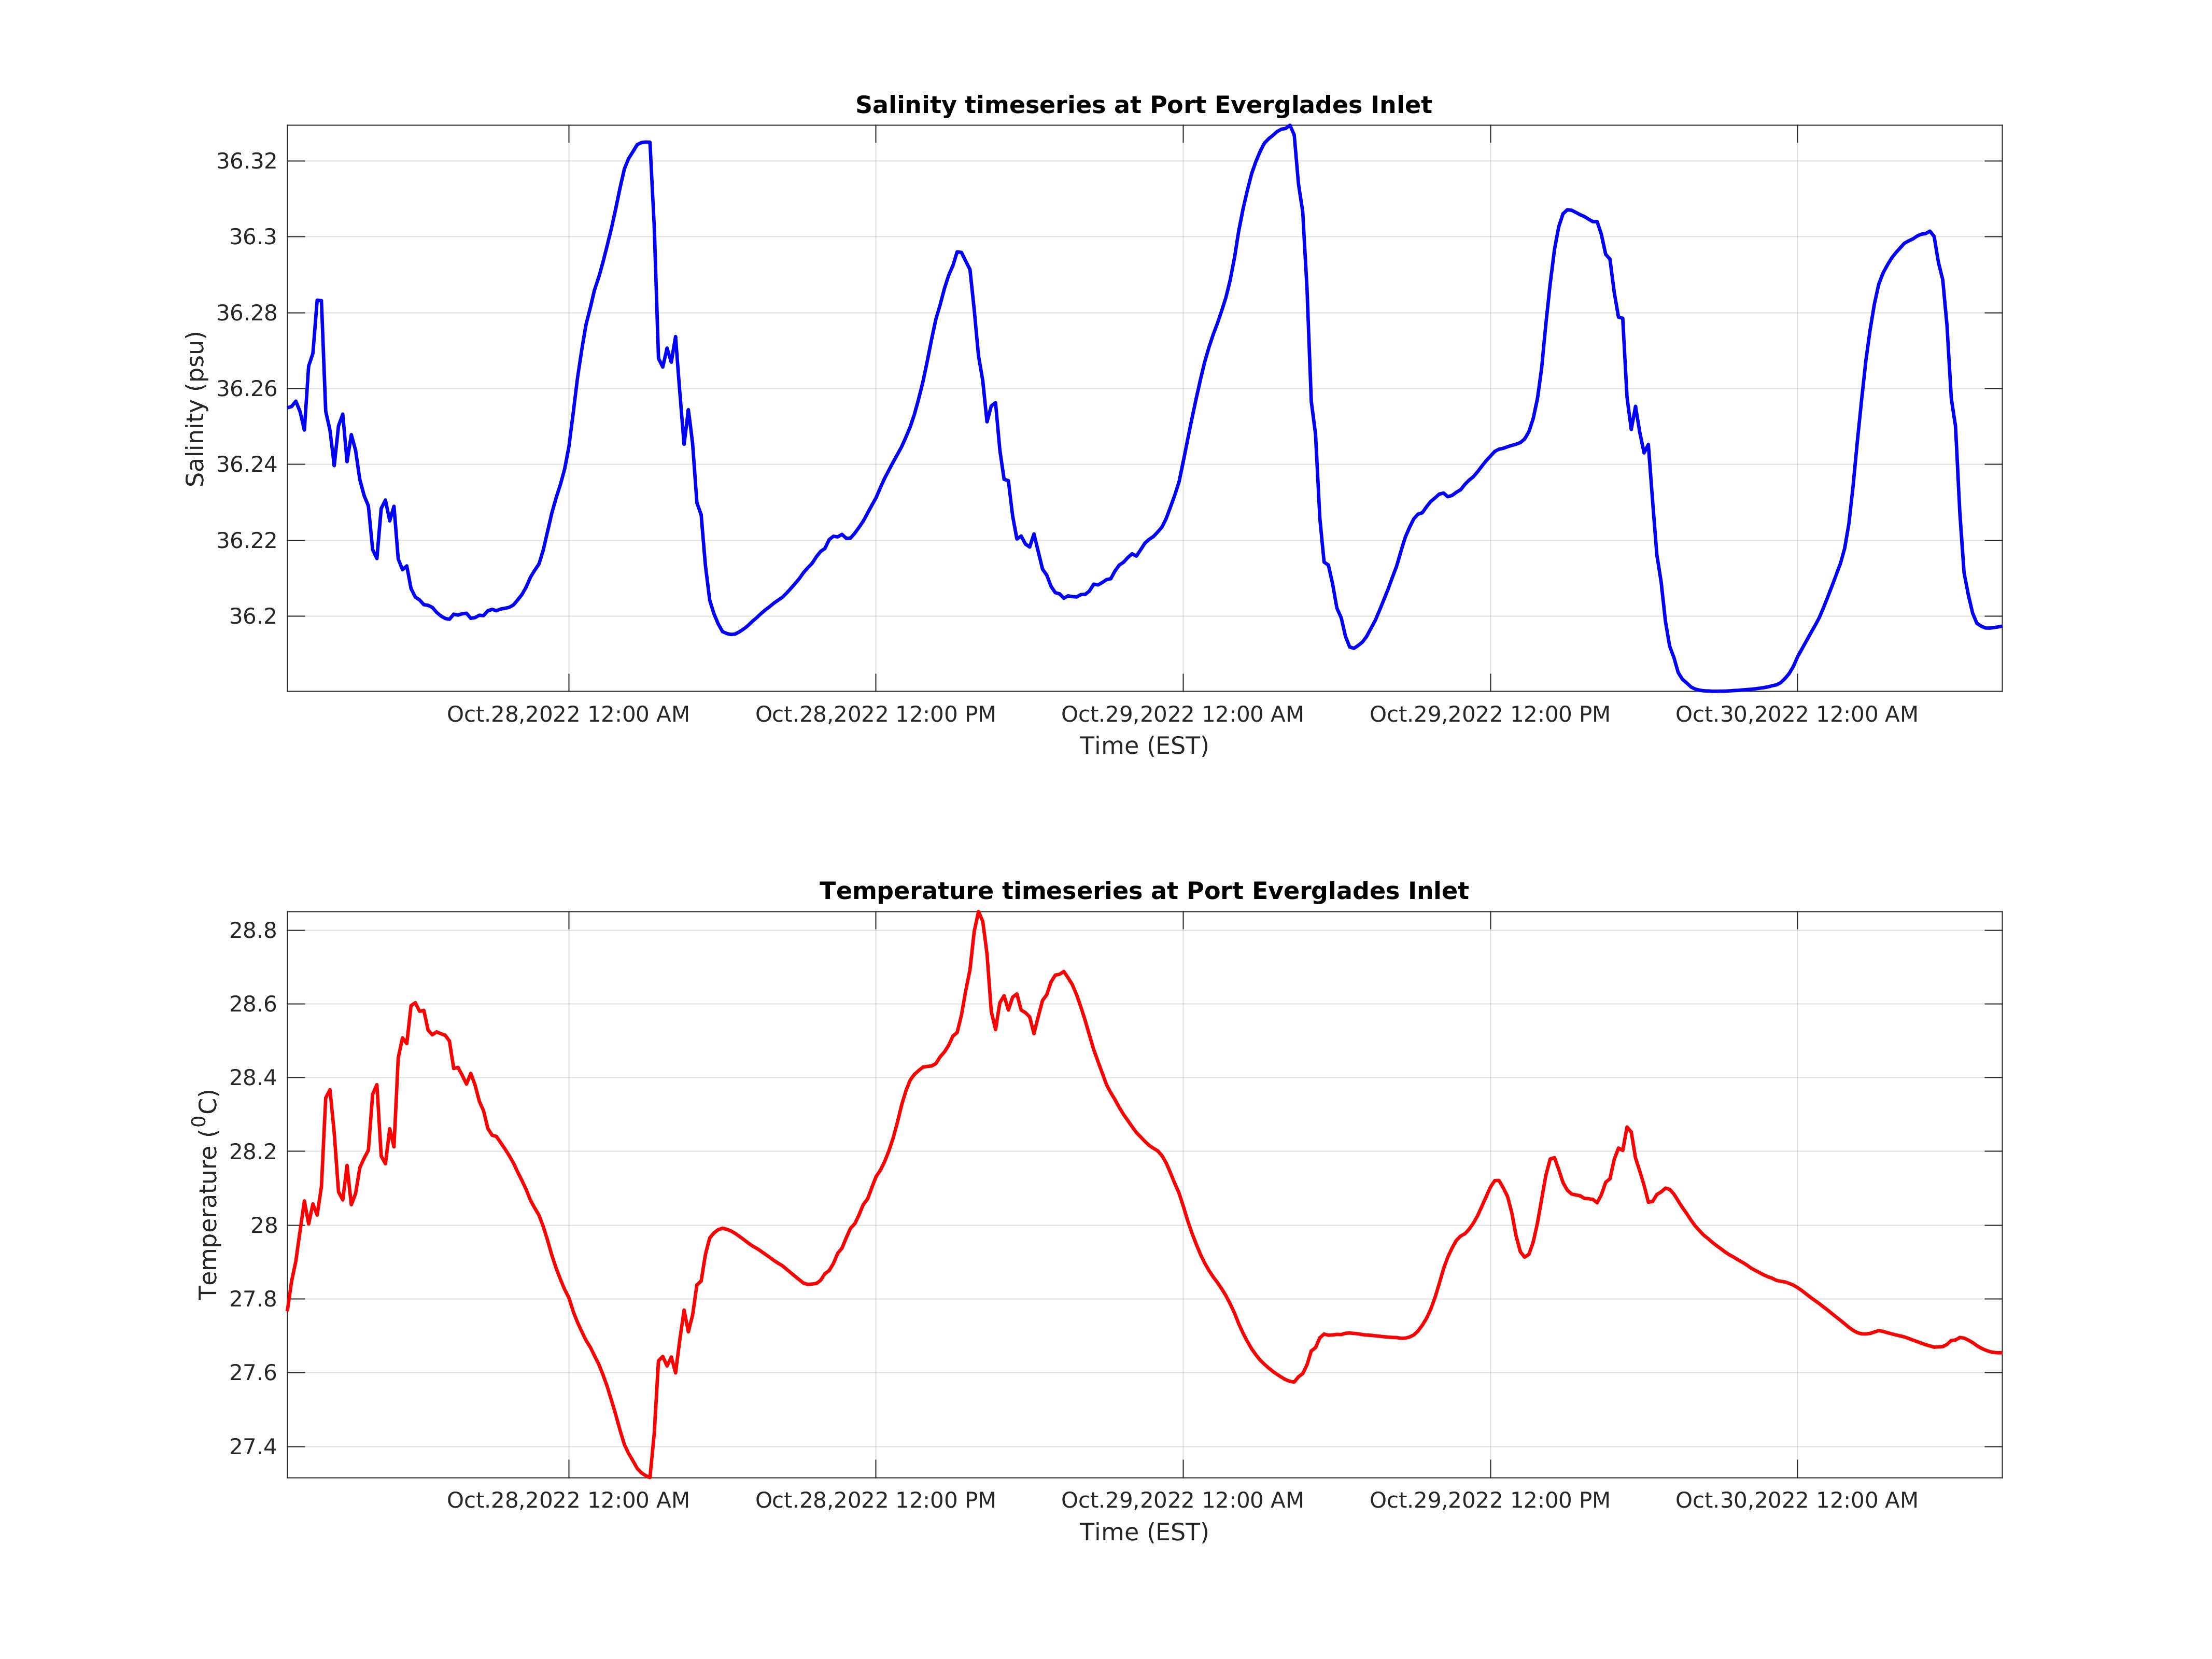 Salinity timeseries at Port Everglades Inlet
Salinity (psu)
36.32
36.3
36.28
36.26
36.24
36.22
36.2
Oct.28,2022 12:00 AM
Oct.28,2022 12:00 PM
Oct.29,2022 12:00 AM
Oct.29,2022 12:00 PM
Oct.30,2022 12:00 AM
Time (EST)
Temperature timeseries at Port Everglades Inlet
Temperature (⁰C)
28.8
28.6
28.4
28.2
28
27.8
27.6
27.4
Oct.28,2022 12:00 AM
Oct.28,2022 12:00 PM
Oct.29,2022 12:00 AM
Oct.29,2022 12:00 PM
Oct.30,2022 12:00 AM
Time (EST)